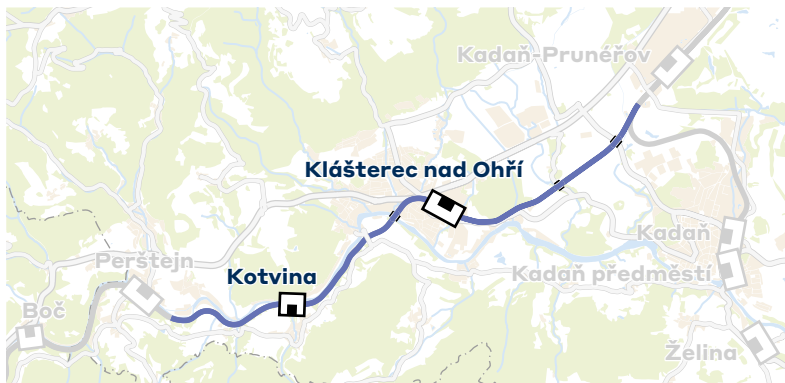 Kadaň-Prunéřov
Klášterec nad Ohří
Kadaň
Perštejn
Kotvina
Kadaň předměstí
Boč
Želina